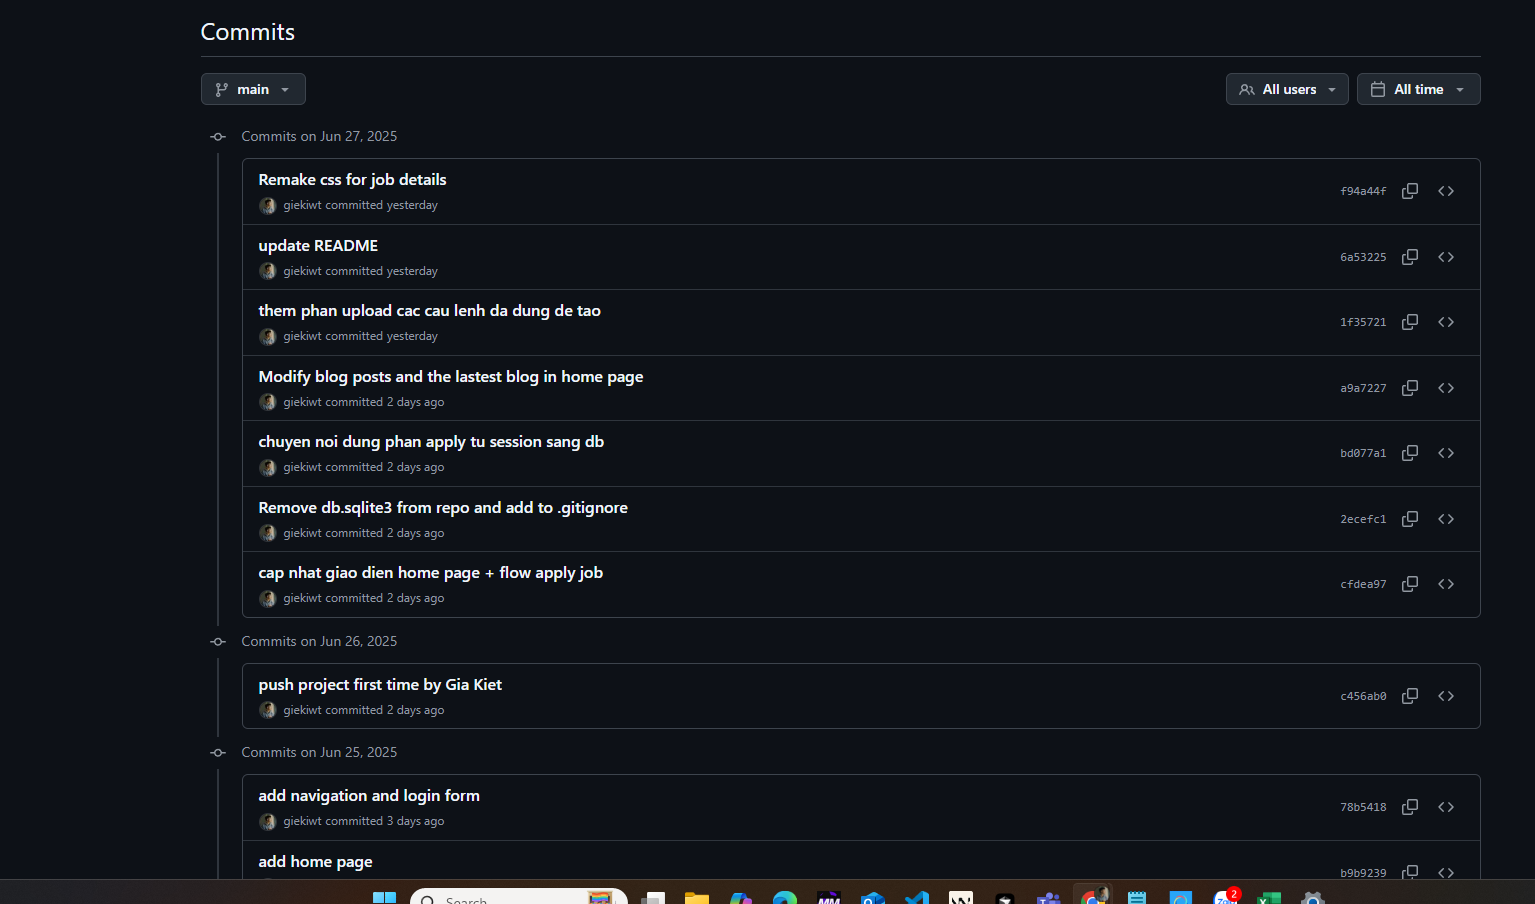 Commits
main
All users
All time
Commits on Jun 27, 2025
Remake css for job details
giekiwt committed yesterday
f94a44f
update README
giekiwt committed yesterday
6a53225
them phan upload cac cau lenh da dung de tao
giekiwt committed yesterday
1f35721
Modify blog posts and the lastest blog in home page
giekiwt committed 2 days ago
a9a7227
chuyen noi dung phan apply tu session sang db
giekiwt committed 2 days ago
bd077a1
Remove db.sqlite3 from repo and add to .gitignore
giekiwt committed 2 days ago
2ecefc1
cap nhat giao dien home page + flow apply job
giekiwt committed 2 days ago
cfdea97
Commits on Jun 26, 2025
push project first time by Gia Kiet
giekiwt committed 2 days ago
c456ab0
Commits on Jun 25, 2025
add navigation and login form
giekiwt committed 3 days ago
78b5418
add home page
b9b9239
Search
2